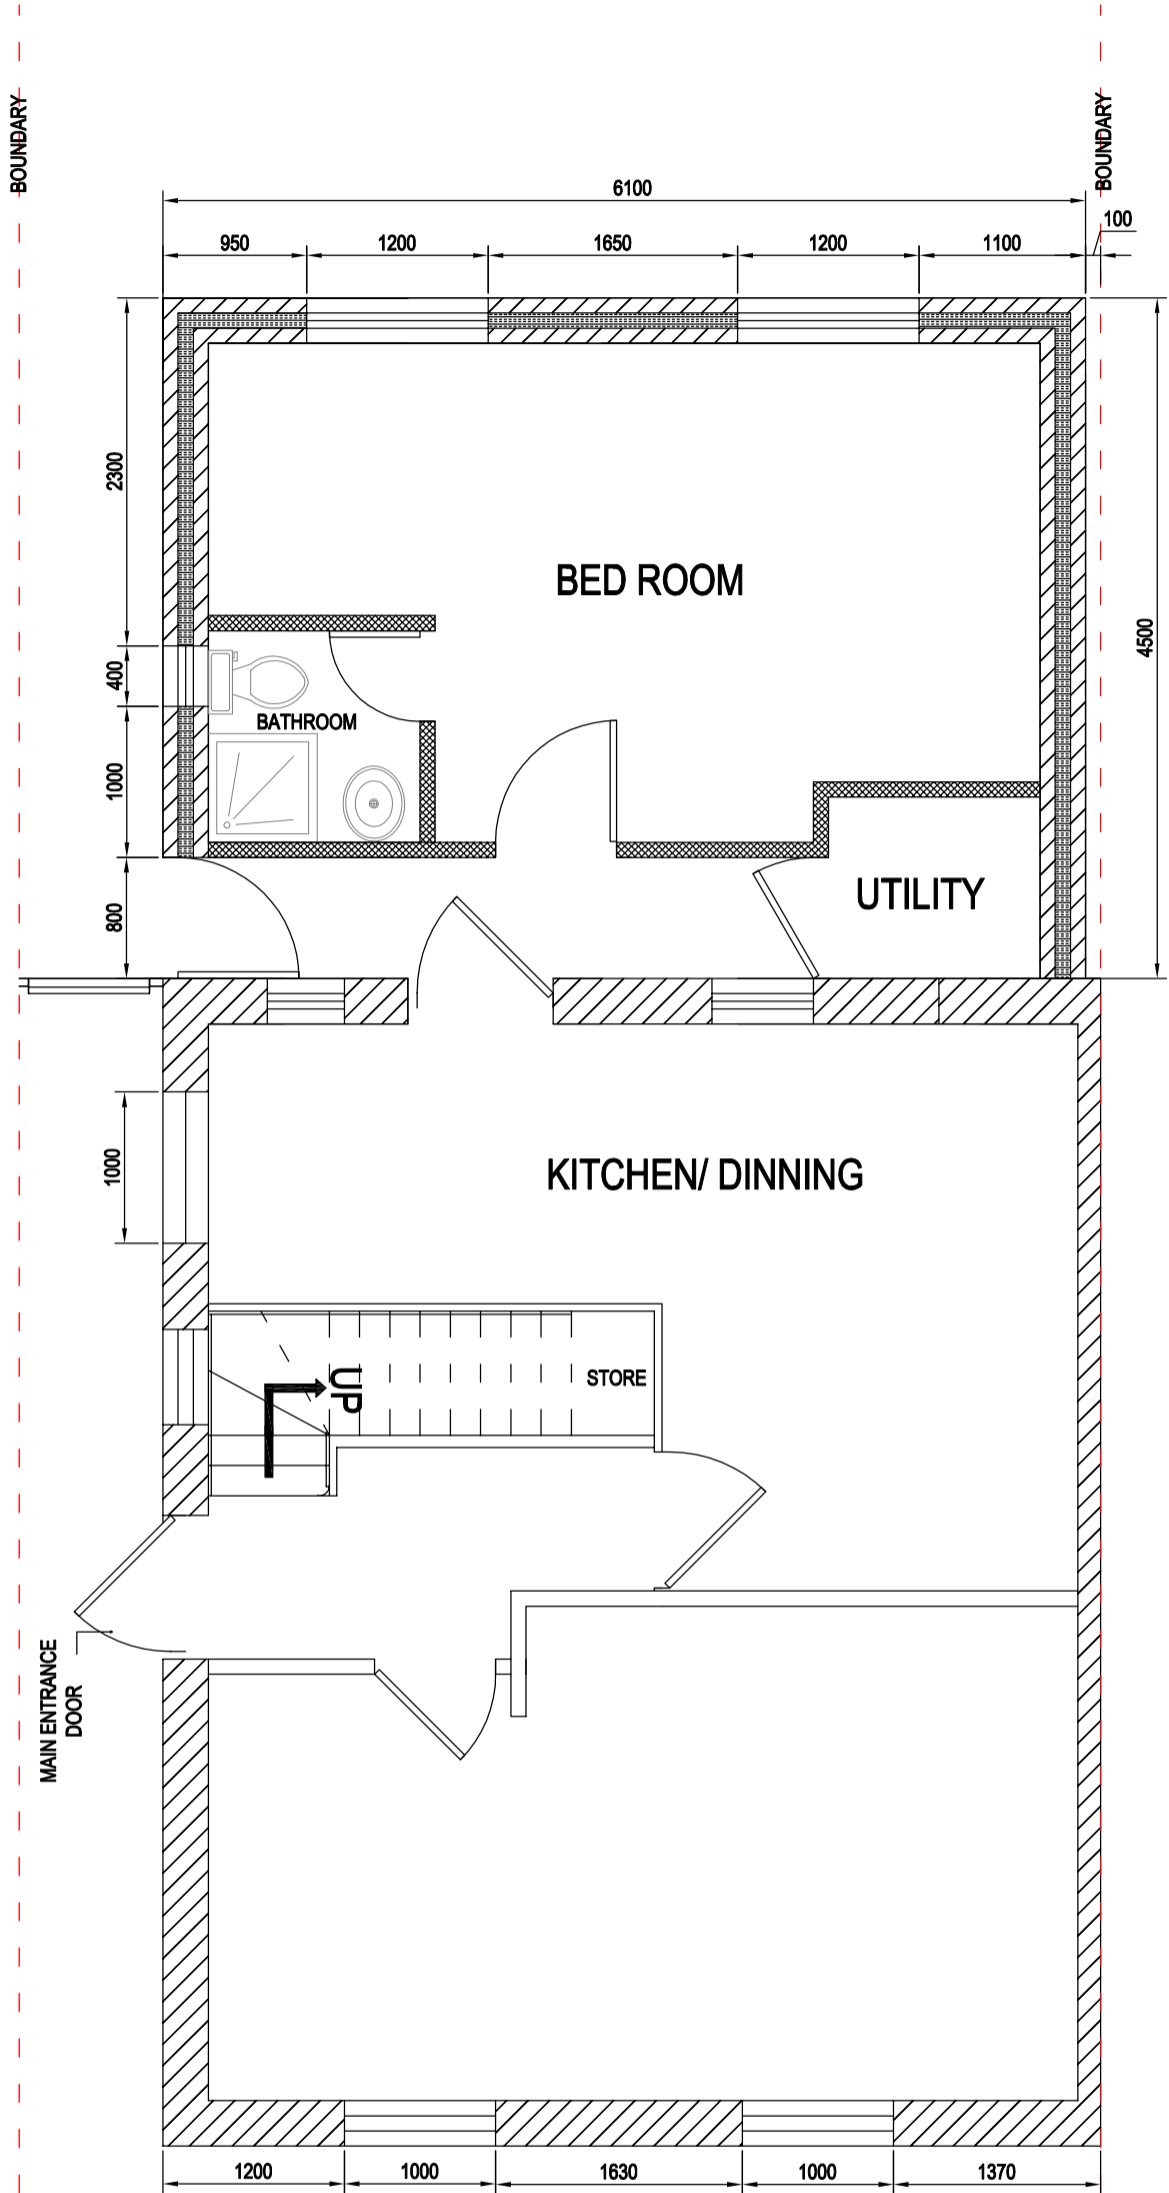 BOUNDARY
BOUNDARY
6100
100
950
1200
1650
1200
1100
2300
BED ROOM
4500
400
BATHROOM
1000
UTILITY
800
KITCHEN/ DINNING
1000
STORE
UP
MAIN ENTRANCE
DOOR
1200
1000
1630
1000
1370